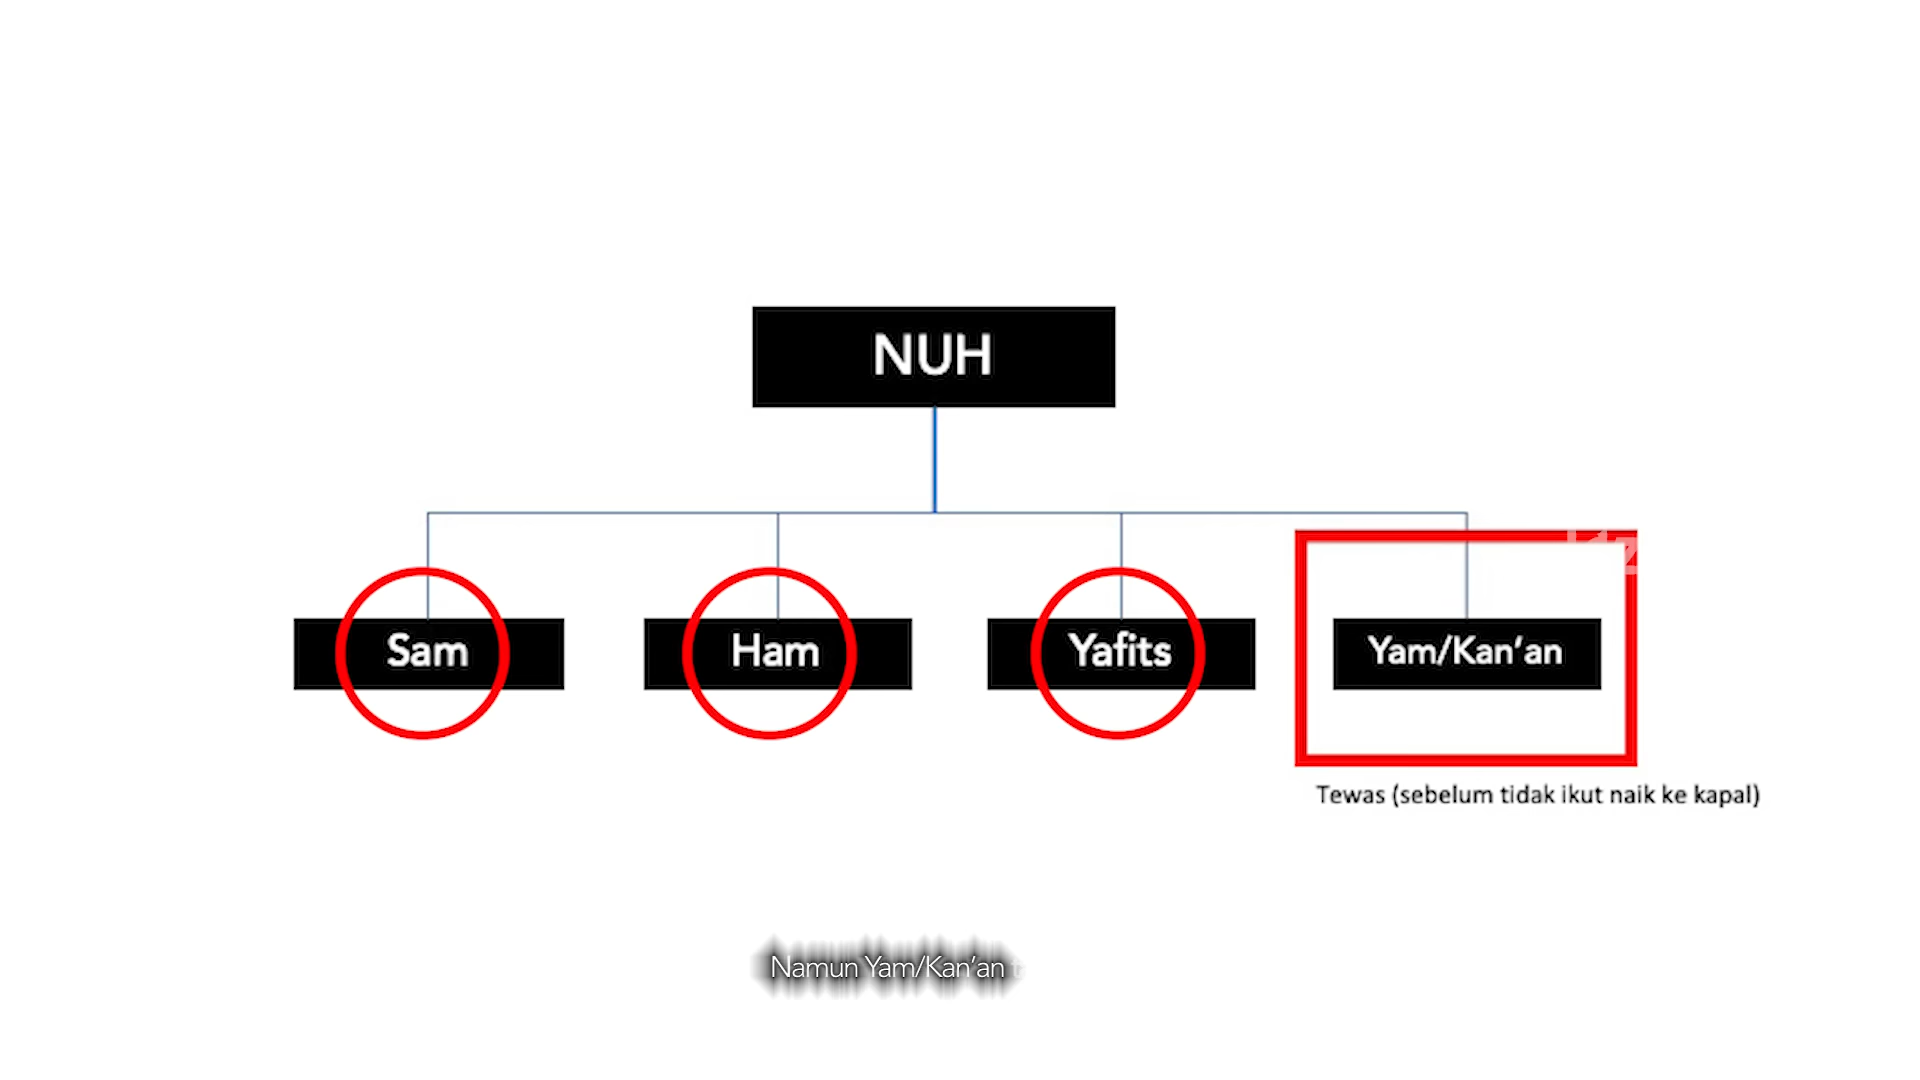 NUH
Sam
Ham
Yafits
Yam/Kan’an
Tewas (sebelum tidak ikut naik ke kapal)
Namun Yam/Kan’an